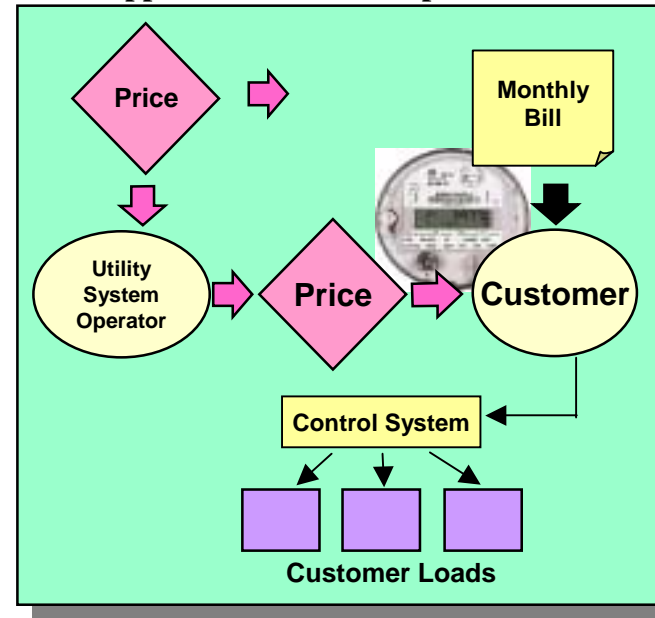 Price
Monthly
Bill
Utility
System
Operator
Price
Customer
Control System
Customer Loads